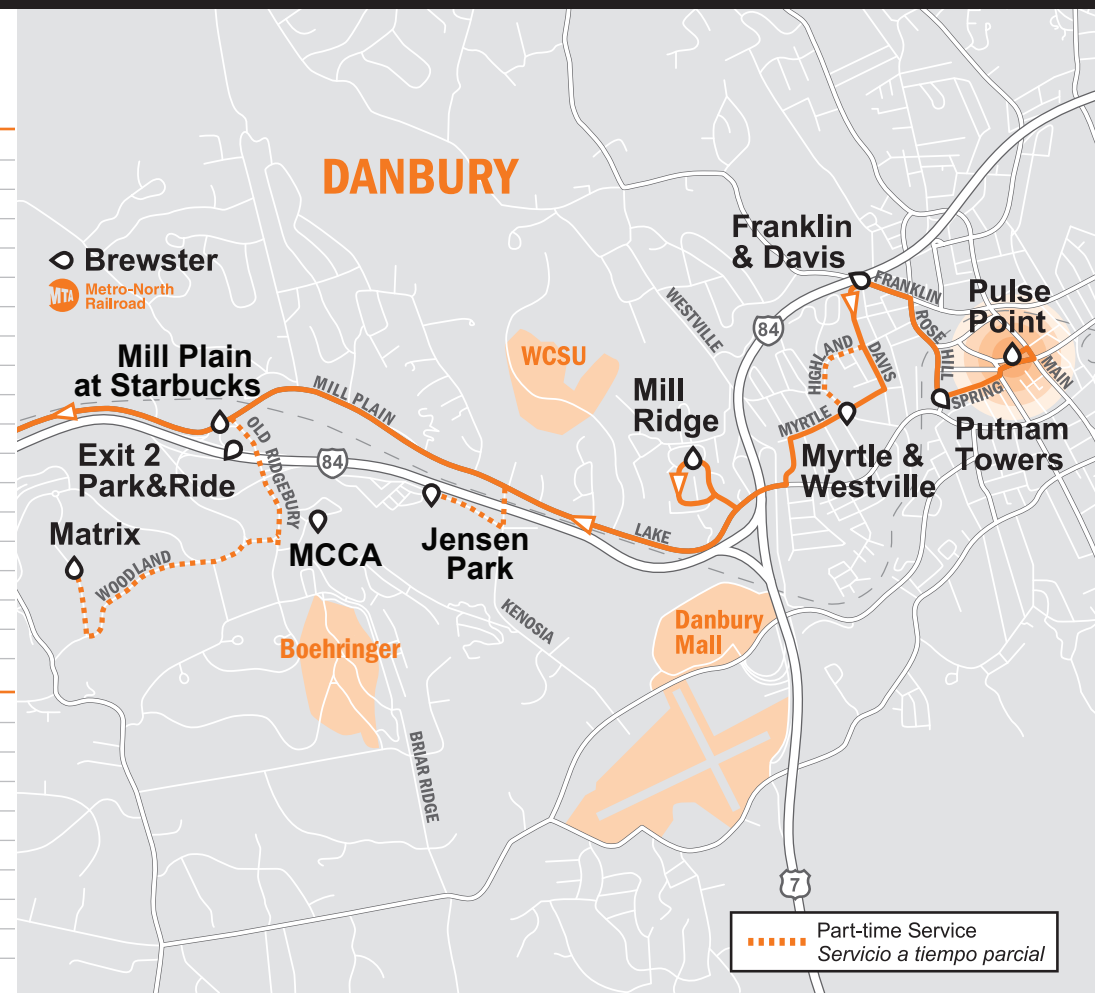 DANBURY
Brewster
MTA
Metro-North
Railroad
Franklin
& Davis
FRANKLIN
Pulse
Point
WESTVILLE
84
ROSE HILL
MAIN
HIGHLAND
DAVIS
WCSU
Mill Plain
at Starbucks
MILL PLAIN
Mill
Ridge
MYRTLE
SPRING
Putnam
Towers
Myrtle &
Westville
OLD RIDGEBURY
Exit 2
Park&Ride
84
Matrix
WOODLAND
MCCA
Jensen
Park
LAKE
KENOSIA
Danbury
Mall
Boehringer
BRIAR RIDGE
7
Part-time Service
Servicio a tiempo parcial